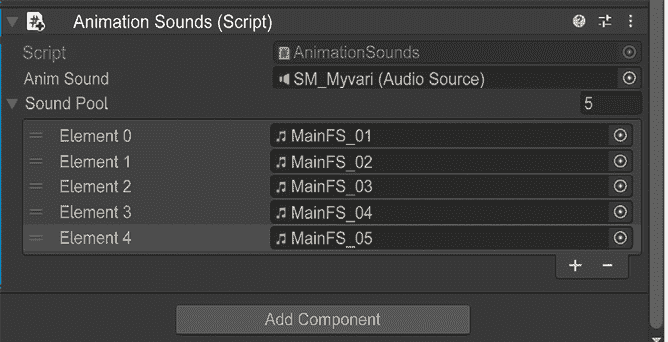 Animation Sounds (Script)
Script AnimationSounds
Anim Sound SM_Myvari (Audio Source)
Sound Pool 5
Element 0 MainFS_01
Element 1 MainFS_02
Element 2 MainFS_03
Element 3 MainFS_04
Element 4 MainFS_05
Add Component